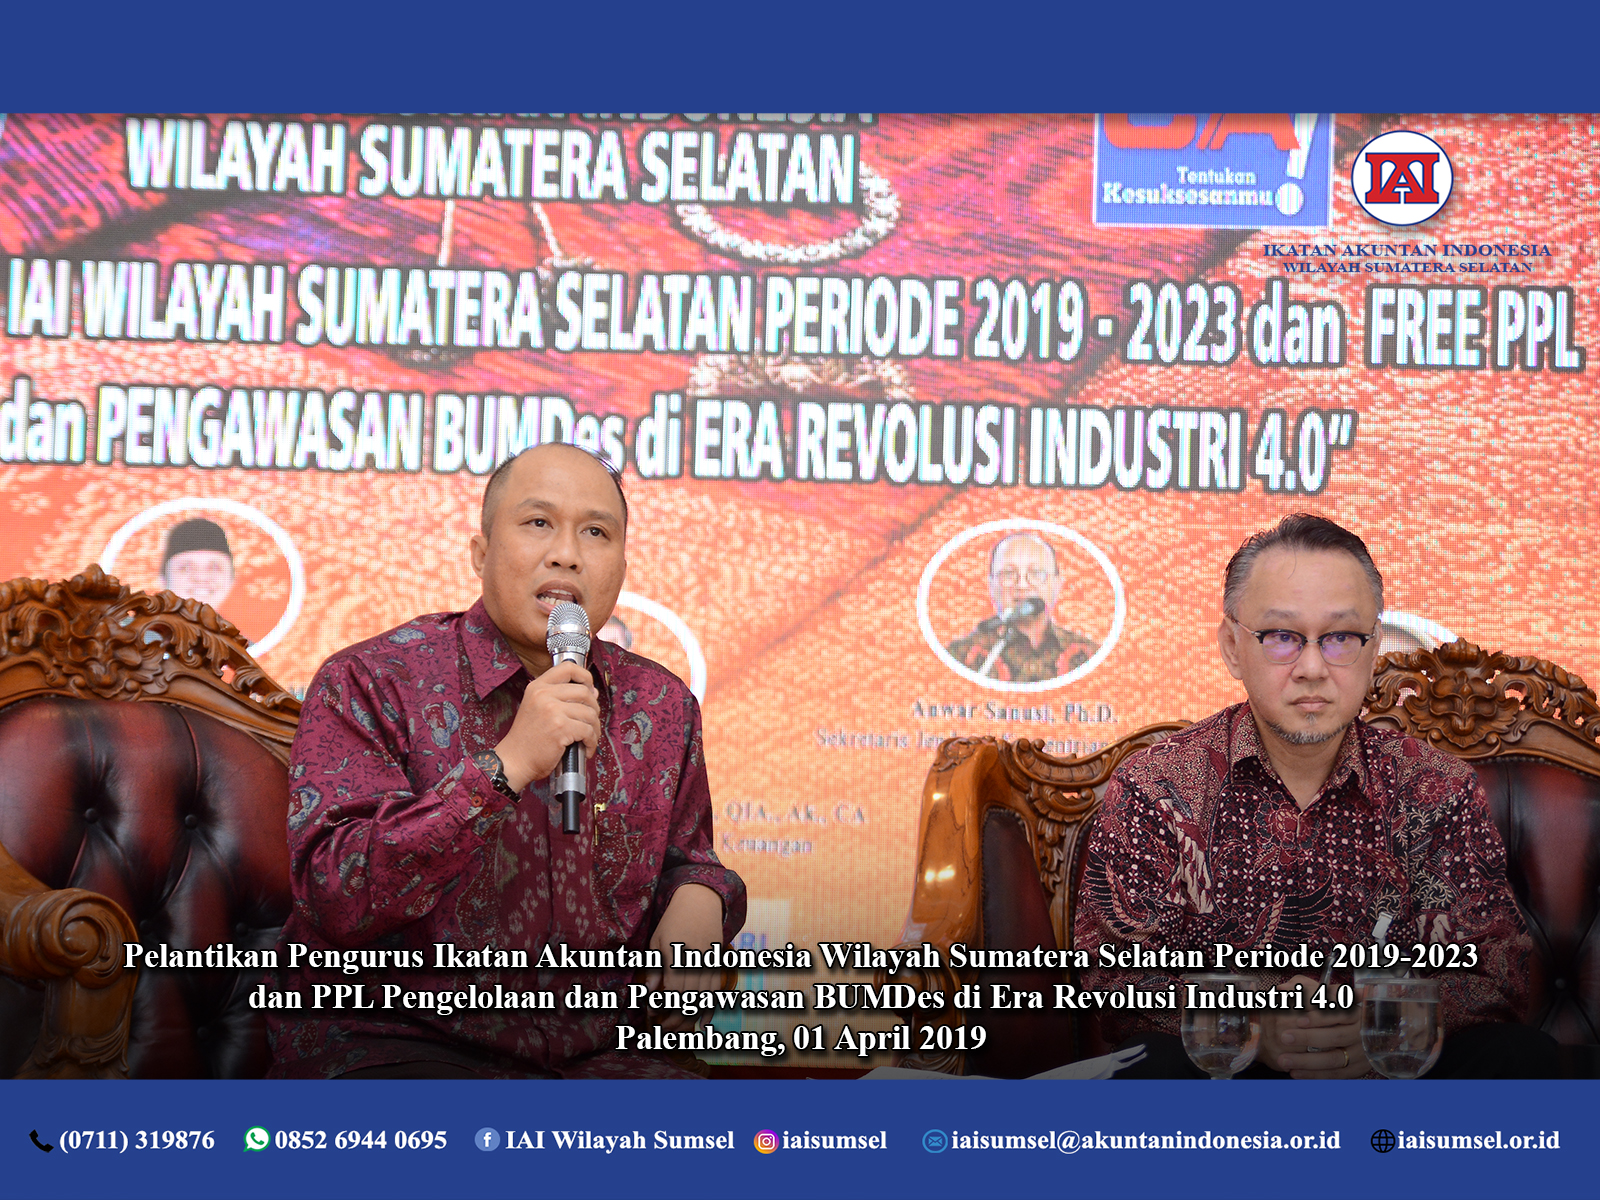 WILAYAH SUMATERA SELATAN
Tentukan
Kesuksesanmu
IAI
IKATAN AKUNTAN INDONESIA
WILAYAH SUMATERA SELATAN
IAI WILAYAH SUMATERA SELATAN PERIODE 2019 - 2023 dan FREE PPL
dan PENGAWASAN BUMDes di ERA REVOLUSI INDUSTRI 4.0”
Anwar Sanusi, Ph.D.
QIA., Ak., CA
Keuangan
Pelantikan Pengurus Ikatan Akuntan Indonesia Wilayah Sumatera Selatan Periode 2019-2023
dan PPL Pengelolaan dan Pengawasan BUMDes di Era Revolusi Industri 4.0
Palembang, 01 April 2019
(0711) 319876 0852 6944 0695 IAI Wilayah Sumsel iaisumsel iaisumsel@akuntanindonesia.or.id iaisumsel.or.id